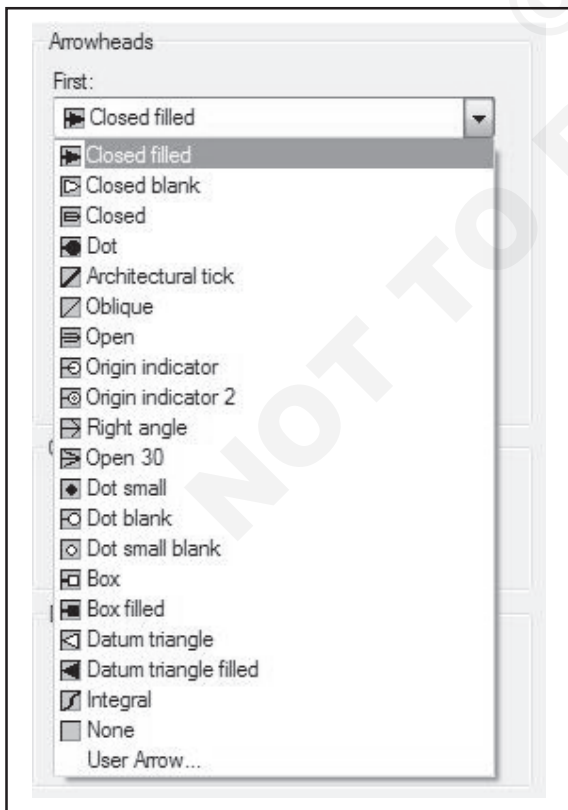 Arrowheads
First:
Closed filled
Closed filled
Closed blank
Closed
Dot
Architectural tick
Oblique
Open
Origin indicator
Origin indicator 2
Right angle
Open 30
Dot small
Dot blank
Dot small blank
Box
Box filled
Datum triangle
Datum triangle filled
Integral
None
User Arrow...
NOT TO